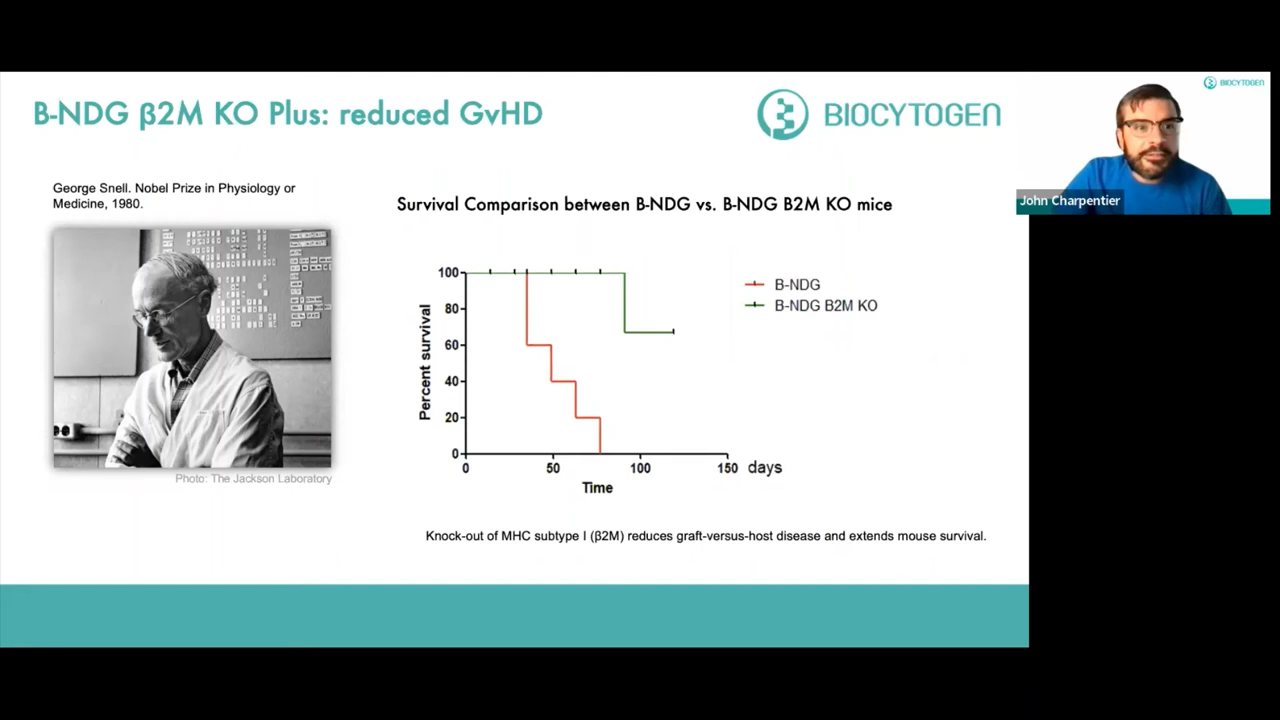 B-NDG β2M KO Plus: reduced GvHD
BIOCYTOGEN
BIOCYTOGEN
John Charpentier
George Snell. Nobel Prize in Physiology or
Medicine, 1980.
Photo: The Jackson Laboratory
Survival Comparison between B-NDG vs. B-NDG B2M KO mice
Percent survival
100
80
60
40
20
0
0 50 100 150 days
Time
B-NDG
B-NDG B2M KO
Knock-out of MHC subtype I (β2M) reduces graft-versus-host disease and extends mouse survival.